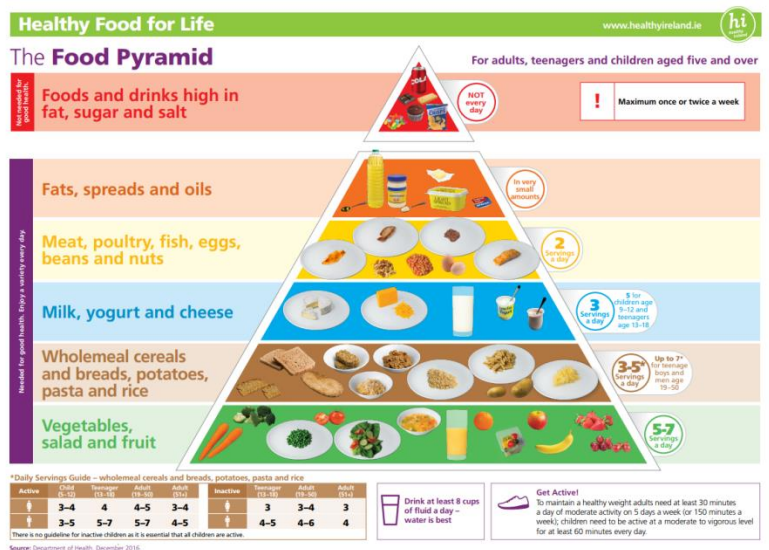 Healthy Food for Life
www.healthyireland.ie
hi
Healthy
Ireland
The Food Pyramid
For adults, teenagers and children aged five and over
Not needed for
good health.
Foods and drinks high in
fat, sugar and salt
NOT
every
day
!
Maximum once or twice a week
Needed for good health. Enjoy a variety every day.
Fats, spreads and oils
In very
small
amounts
Meat, poultry, fish, eggs,
beans and nuts
2
Servings
a day
Milk, yogurt and cheese
3
Servings
a day
5 for
children age
9–12 and
teenagers
age 13–18
Wholemeal cereals
and breads, potatoes,
pasta and rice
3-5*
Servings
a day
Up to 7*
for teenage
boys and
men age
19–50
Vegetables,
salad and fruit
5-7
Servings
a day
*Daily Servings Guide – wholemeal cereals and breads, potatoes, pasta and rice
Active Child (5–12) Teenager (13–18) Adult (19–50) Adult (51+) Inactive Teenager (13–18) Adult (19–50) Adult (51+)
3–4 4 4–5 3–4 3 3–4 3
3–5 5–7 5–7 4–5 4–5 4–6 4
There is no guideline for inactive children as it is essential that all children are active.
Drink at least 8 cups
of fluid a day –
water is best
Get Active!
To maintain a healthy weight adults need at least 30 minutes
a day of moderate activity on 5 days a week (or 150 minutes a
week); children need to be active at a moderate to vigorous level
for at least 60 minutes every day.
Source: Department of Health, December 2016